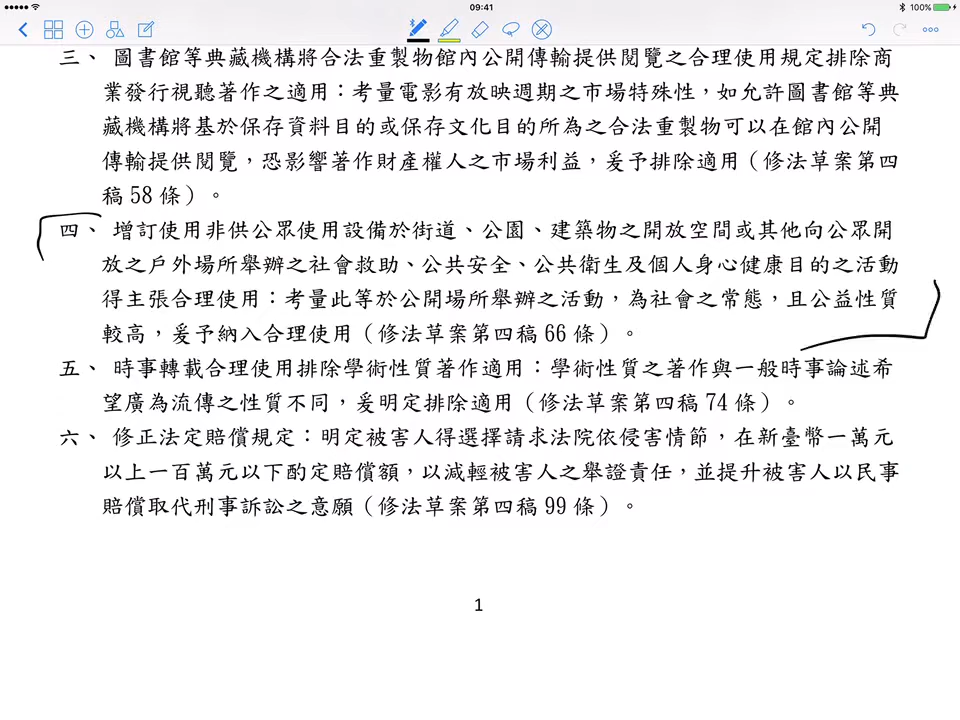 09:41
100%
三、 圖書館等典藏機構將合法重製物館內公開傳輸提供閱覽之合理使用規定排除商
業發行視聽著作之適用：考量電影有放映週期之市場特殊性，如允許圖書館等典
藏機構將基於保存資料目的或保存文化目的所為之合法重製物可以在館內公開
傳輸提供閱覽，恐影響著作財產權人之市場利益，爰予排除適用（修法草案第四
稿 58 條）。
四、 增訂使用非供公眾使用設備於街道、公園、建築物之開放空間或其他向公眾開
放之戶外場所舉辦之社會救助、公共安全、公共衛生及個人身心健康目的之活動
得主張合理使用：考量此等於公開場所舉辦之活動，為社會之常態，且公益性質
較高，爰予納入合理使用（修法草案第四稿 66 條）。
五、 時事轉載合理使用排除學術性質著作適用：學術性質之著作與一般時事論述希
望廣為流傳之性質不同，爰明定排除適用（修法草案第四稿 74 條）。
六、 修正法定賠償規定：明定被害人得選擇請求法院依侵害情節，在新臺幣一萬元
以上一百萬元以下酌定賠償額，以減輕被害人之舉證責任，並提升被害人以民事
賠償取代刑事訴訟之意願（修法草案第四稿 99 條）。
1